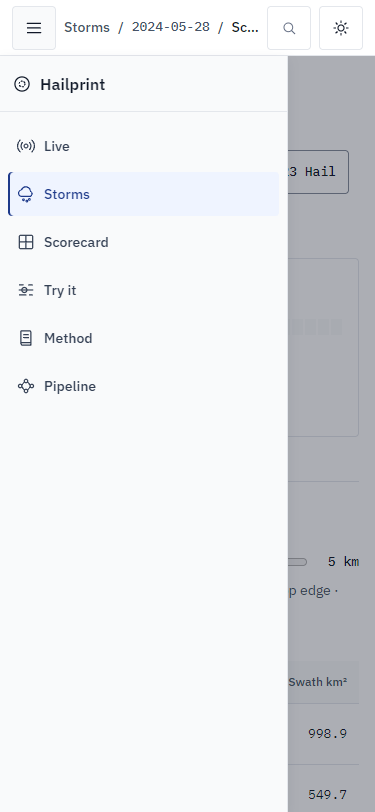 Storms / 2024-05-28 / Sc...
Hailprint
Live
Storms
Scorecard
Try it
Method
Pipeline
3 Hail
5 km
p edge ·
Swath km²
998.9
549.7